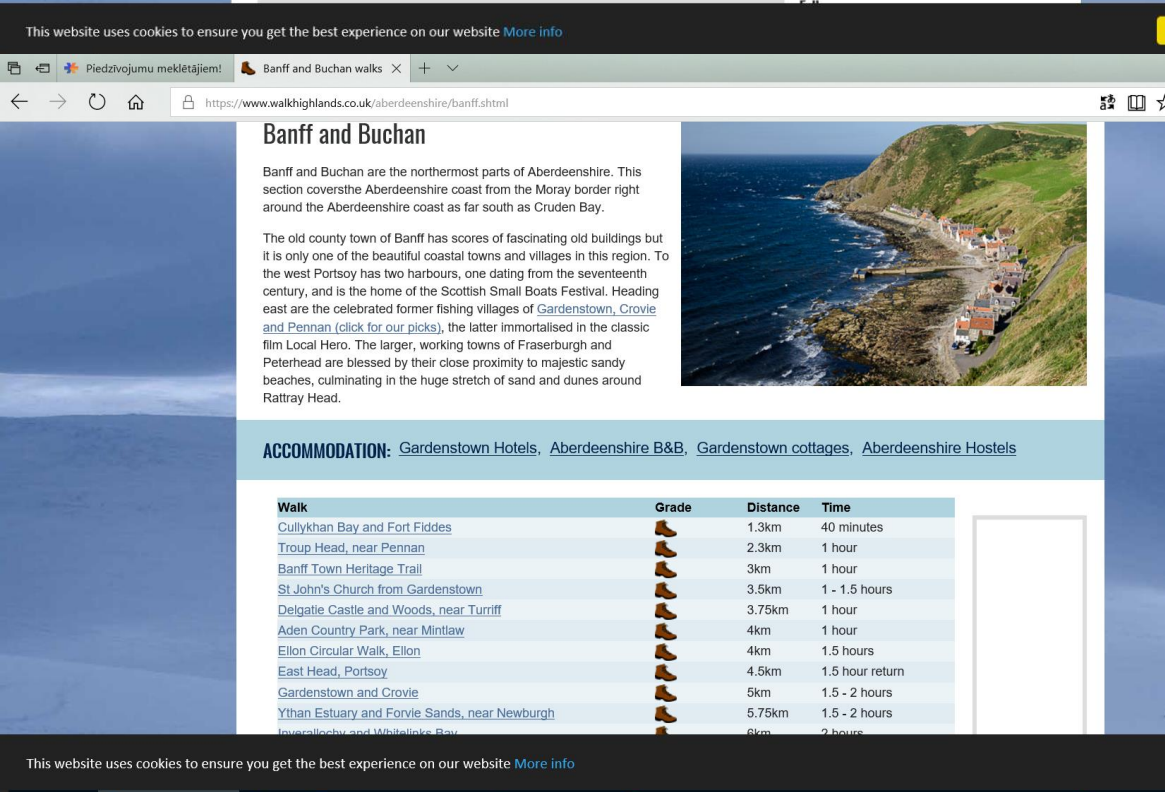 This website uses cookies to ensure you get the best experience on our website More info
Piedzīvojumu meklētājiem!
Banff and Buchan walks
https://www.walkhighlands.co.uk/aberdeenshire/banff.shtml
Banff and Buchan
Banff and Buchan are the northermost parts of Aberdeenshire. This
section coversthe Aberdeenshire coast from the Moray border right
around the Aberdeenshire coast as far south as Cruden Bay.
The old county town of Banff has scores of fascinating old buildings but
it is only one of the beautiful coastal towns and villages in this region. To
the west Portsoy has two harbours, one dating from the seventeenth
century, and is the home of the Scottish Small Boats Festival. Heading
east are the celebrated former fishing villages of Gardenstown, Crovie
and Pennan (click for our picks), the latter immortalised in the classic
film Local Hero. The larger, working towns of Fraserburgh and
Peterhead are blessed by their close proximity to majestic sandy
beaches, culminating in the huge stretch of sand and dunes around
Rattray Head.
ACCOMMODATION: Gardenstown Hotels, Aberdeenshire B&B, Gardenstown cottages, Aberdeenshire Hostels
Walk Grade Distance Time
Cullykhan Bay and Fort Fiddes 1.3km 40 minutes
Troup Head, near Pennan 2.3km 1 hour
Banff Town Heritage Trail 3km 1 hour
St John's Church from Gardenstown 3.5km 1 - 1.5 hours
Delgatie Castle and Woods, near Turriff 3.75km 1 hour
Aden Country Park, near Mintlaw 4km 1 hour
Ellon Circular Walk, Ellon 4km 1.5 hours
East Head, Portsoy 4.5km 1.5 hour return
Gardenstown and Crovie 5km 1.5 - 2 hours
Ythan Estuary and Forvie Sands, near Newburgh 5.75km 1.5 - 2 hours
Inverallochy and Whitelinks Bay 6km 2 hours
This website uses cookies to ensure you get the best experience on our website More info